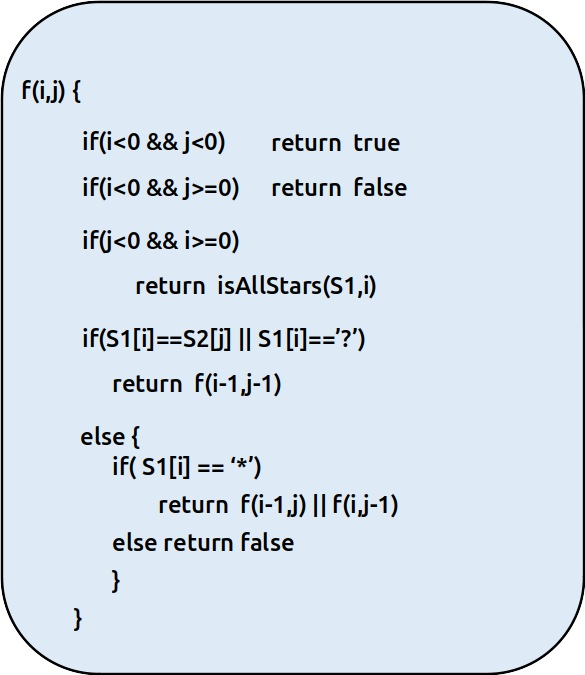 f(i,j) {
if(i<0 && j<0) return true
if(i<0 && j>=0) return false
if(j<0 && i>=0)
return isAllStars(S1,i)
if(S1[i]==S2[j] || S1[i]==’?’)
return f(i-1,j-1)
else {
if( S1[i] == ‘*’)
return f(i-1,j) || f(i,j-1)
else return false
}
}